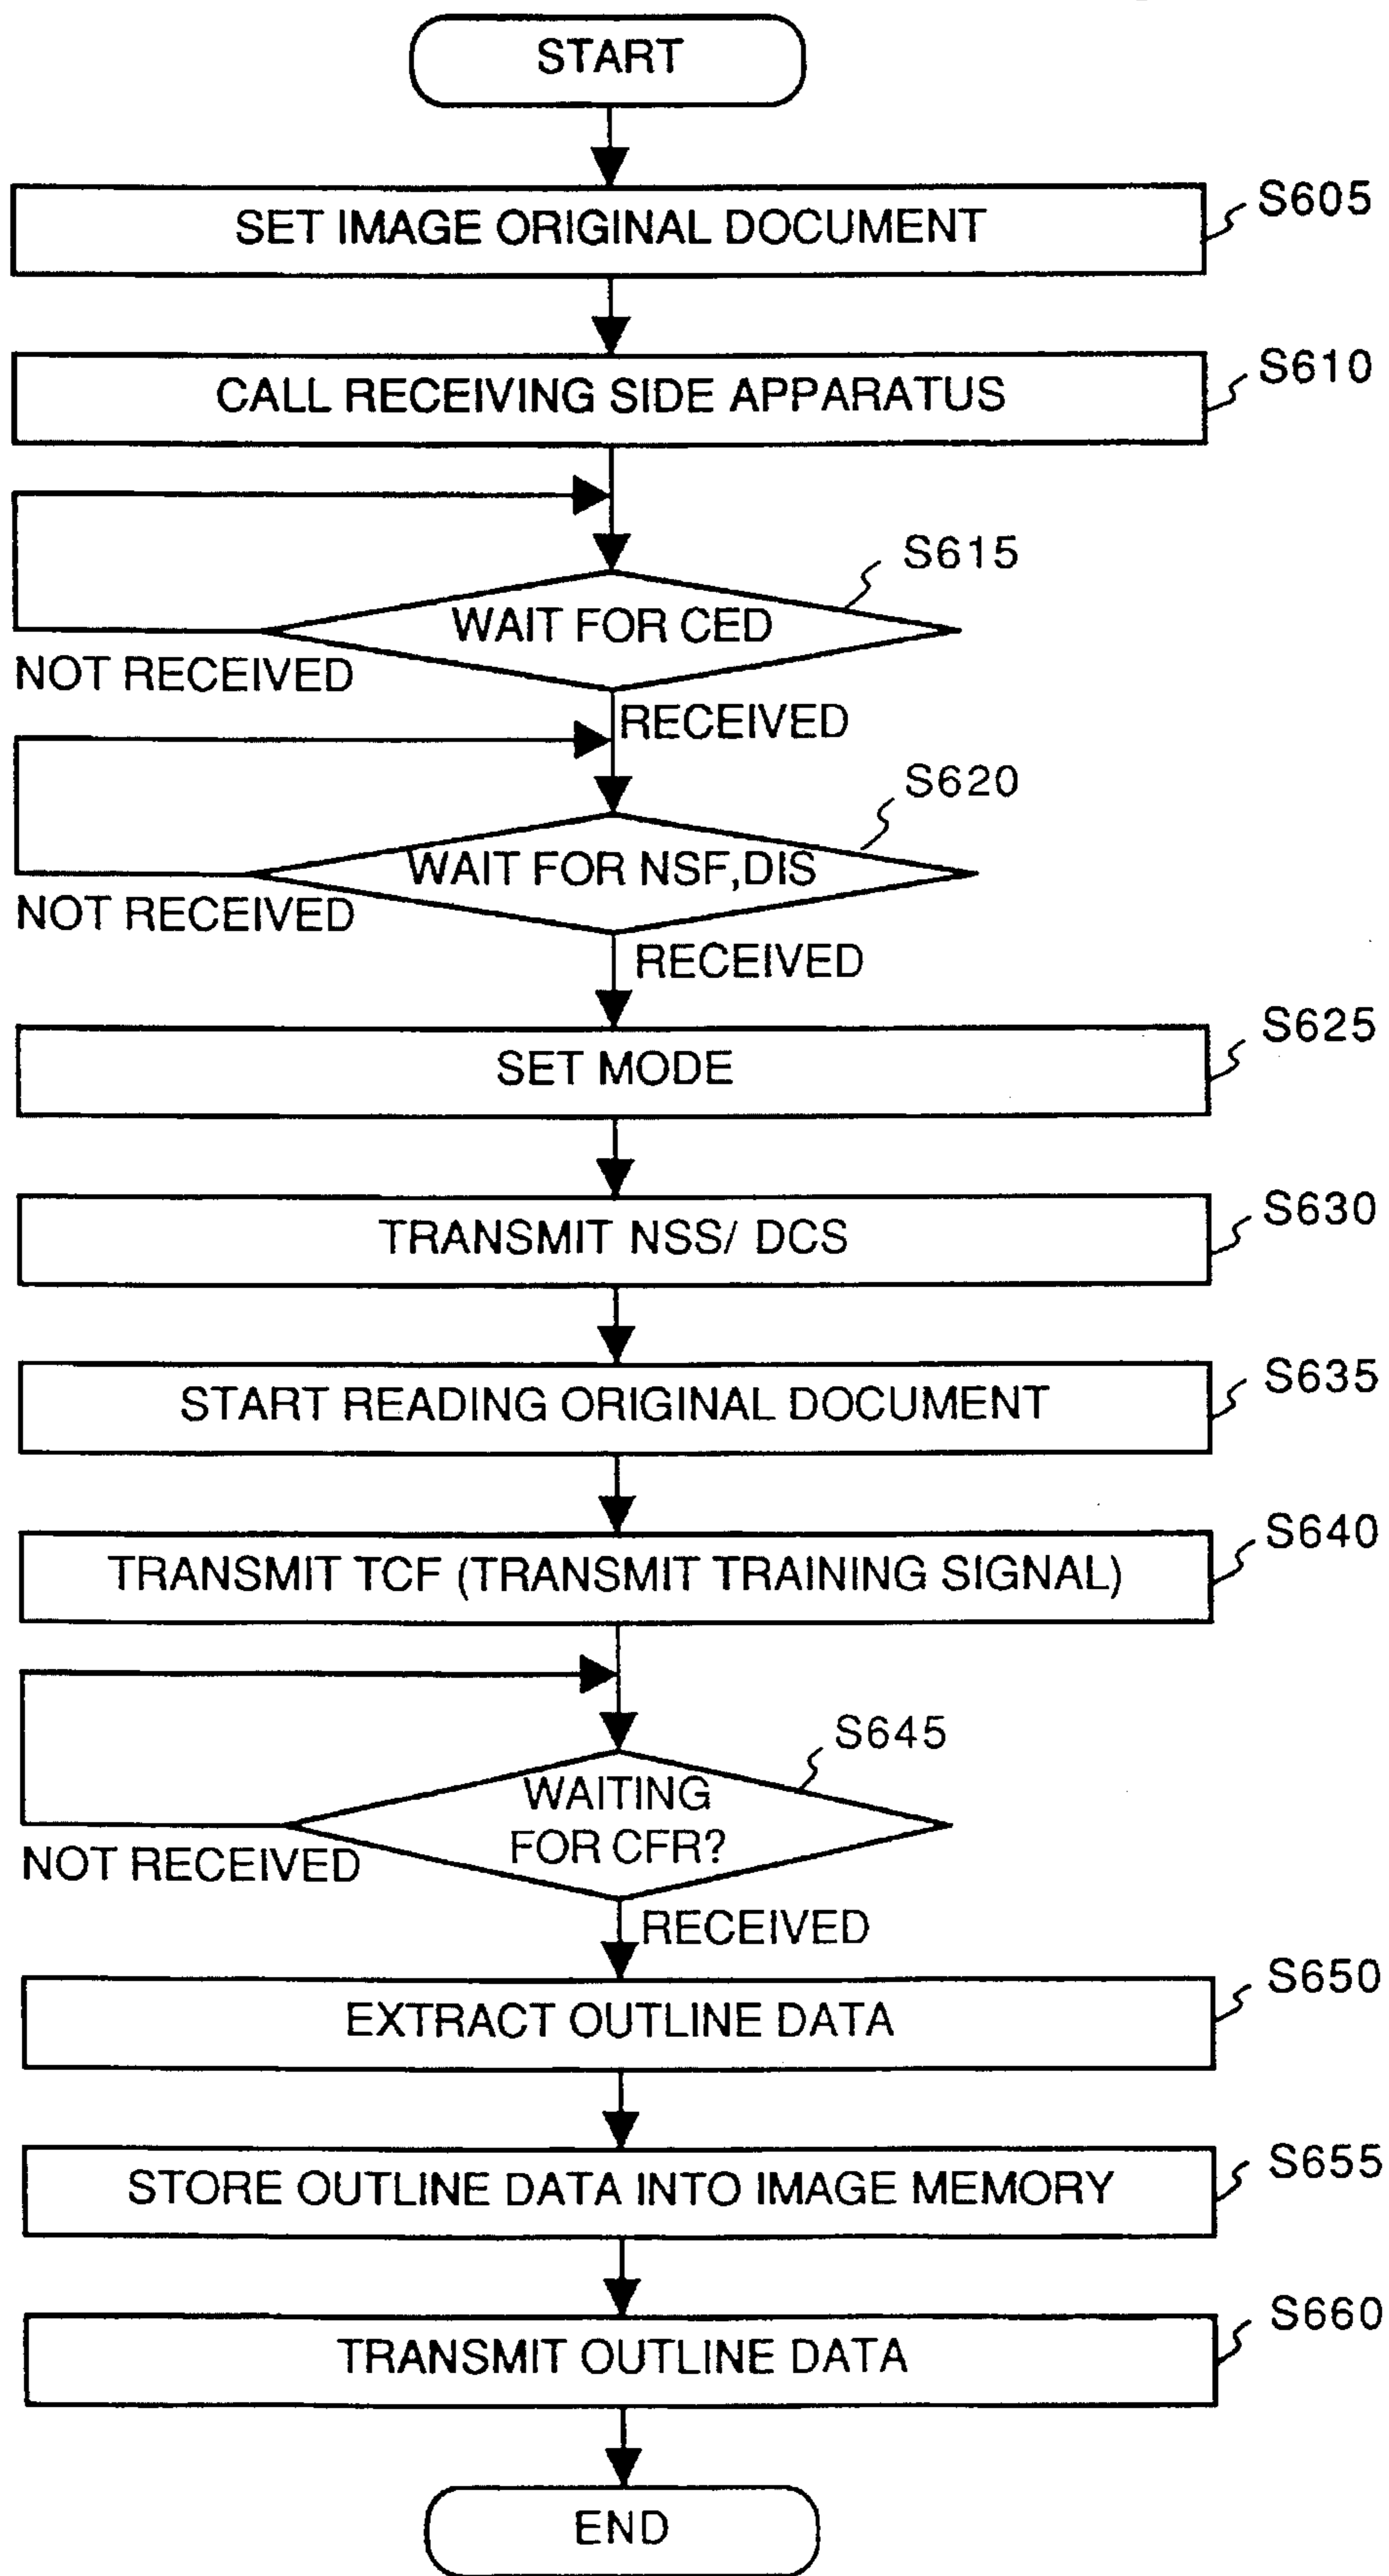 START
SET IMAGE ORIGINAL DOCUMENT
S605
CALL RECEIVING SIDE APPARATUS
S610
S615
WAIT FOR CED
NOT RECEIVED
RECEIVED
S620
WAIT FOR NSF,DIS
NOT RECEIVED
RECEIVED
SET MODE
S625
TRANSMIT NSS/ DCS
S630
START READING ORIGINAL DOCUMENT
S635
TRANSMIT TCF (TRANSMIT TRAINING SIGNAL)
S640
S645
WAITING
FOR CFR?
NOT RECEIVED
RECEIVED
EXTRACT OUTLINE DATA
S650
STORE OUTLINE DATA INTO IMAGE MEMORY
S655
TRANSMIT OUTLINE DATA
S660
END